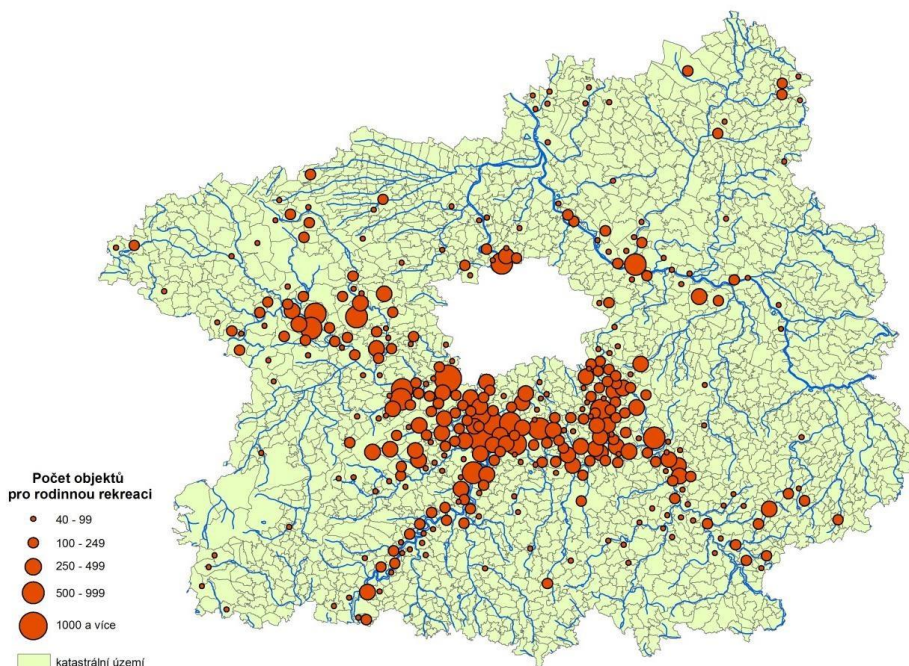 Počet objektů
pro rodinnou rekreaci
40 - 99
100 - 249
250 - 499
500 - 999
1000 a více
katastrální území